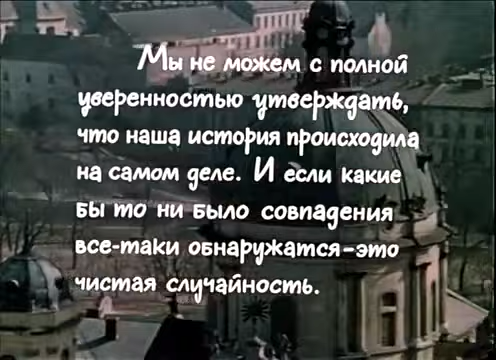 Мы не можем с полной
уверенностью утверждать,
что наша история происходила
на самом деле. И если какие
бы то ни было совпадения
все-таки обнаружатся-это
чистая случайность.